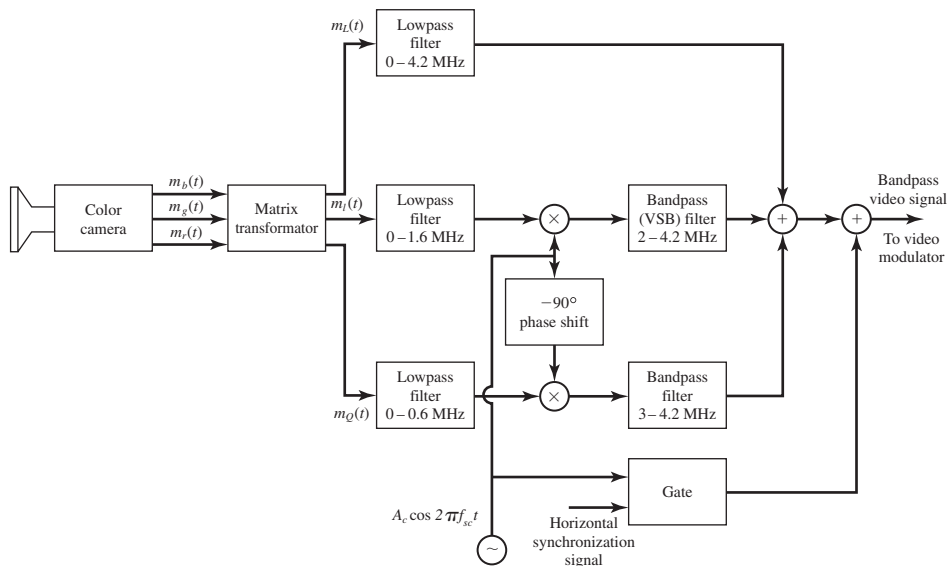 m_L(t)
Lowpass
filter
0–4.2 MHz
Color
camera
m_b(t)
m_g(t)
m_r(t)
Matrix
transformator
m_I(t)
Lowpass
filter
0–1.6 MHz
×
Bandpass
(VSB) filter
2–4.2 MHz
+
+
Bandpass
video signal
To video
modulator
−90°
phase shift
m_Q(t)
Lowpass
filter
0–0.6 MHz
×
Bandpass
filter
3–4.2 MHz
A_c cos 2πf_sc t
~
Horizontal
synchronization
signal
Gate